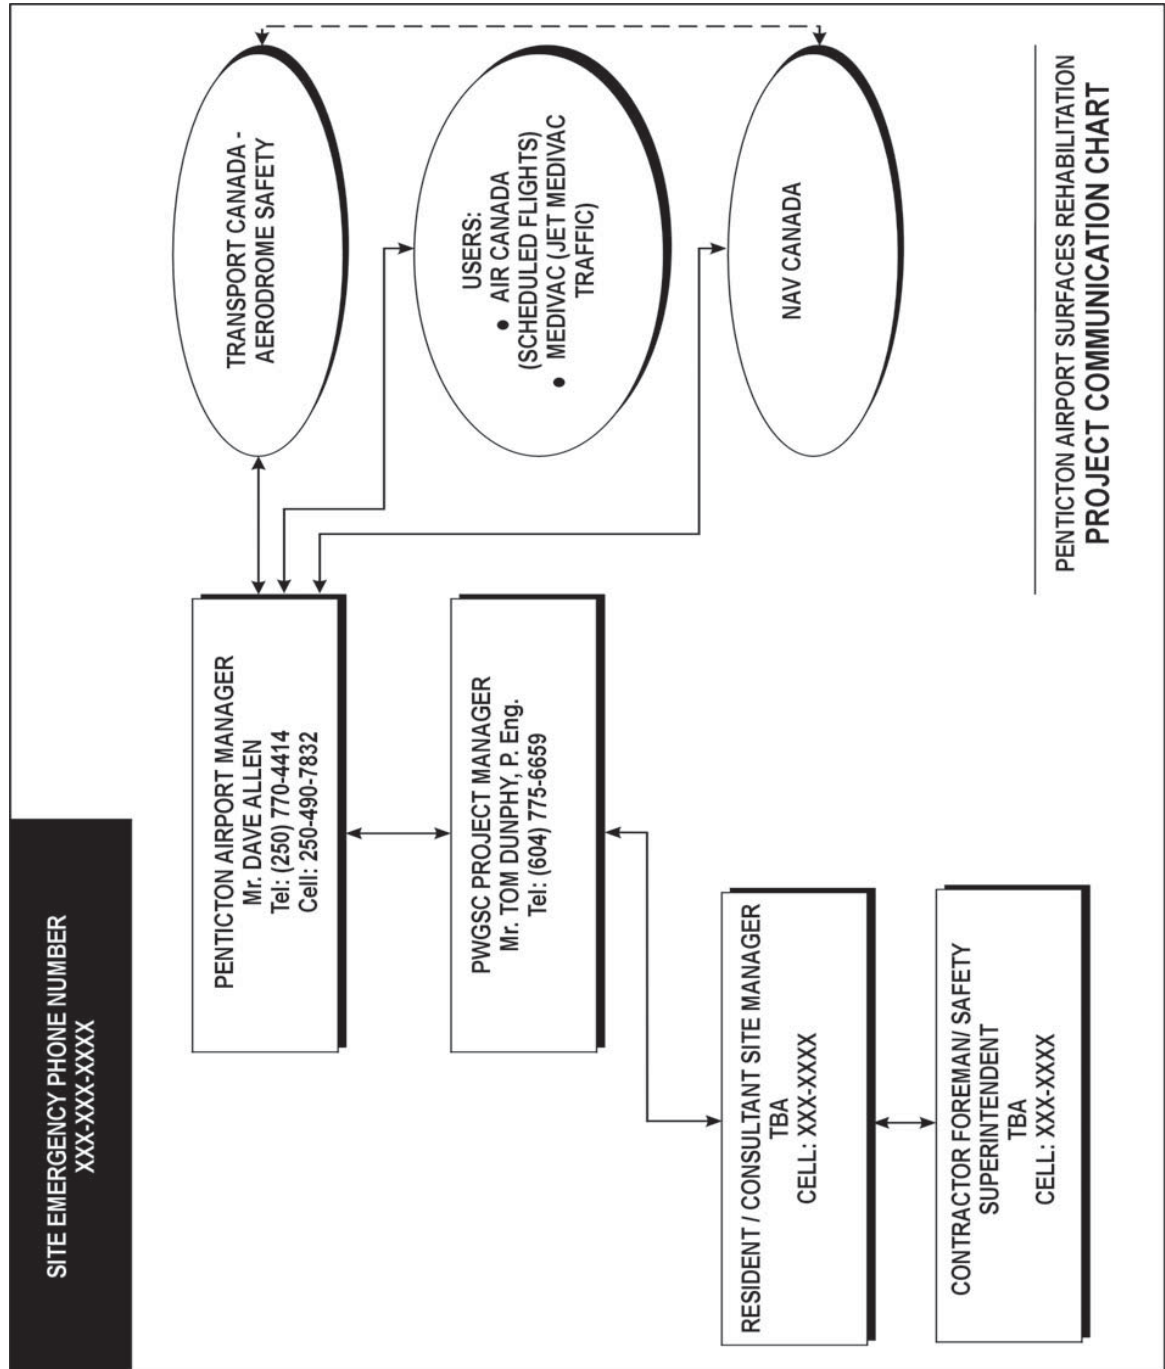 SITE EMERGENCY PHONE NUMBER
XXX-XXX-XXXX
PENTICTON AIRPORT MANAGER
Mr. DAVE ALLEN
Tel: (250) 770-4414
Cell: 250-490-7832
TRANSPORT CANADA -
AERODROME SAFETY
PWGSC PROJECT MANAGER
Mr. TOM DUNPHY, P. Eng.
Tel: (604) 775-6659
USERS:
• AIR CANADA
(SCHEDULED FLIGHTS)
• MEDIVAC (JET MEDIVAC
TRAFFIC)
RESIDENT / CONSULTANT SITE MANAGER
TBA
CELL: XXX-XXXX
NAV CANADA
CONTRACTOR FOREMAN/ SAFETY
SUPERINTENDENT
TBA
CELL: XXX-XXXX
PENTICTON AIRPORT SURFACES REHABILITATION
PROJECT COMMUNICATION CHART